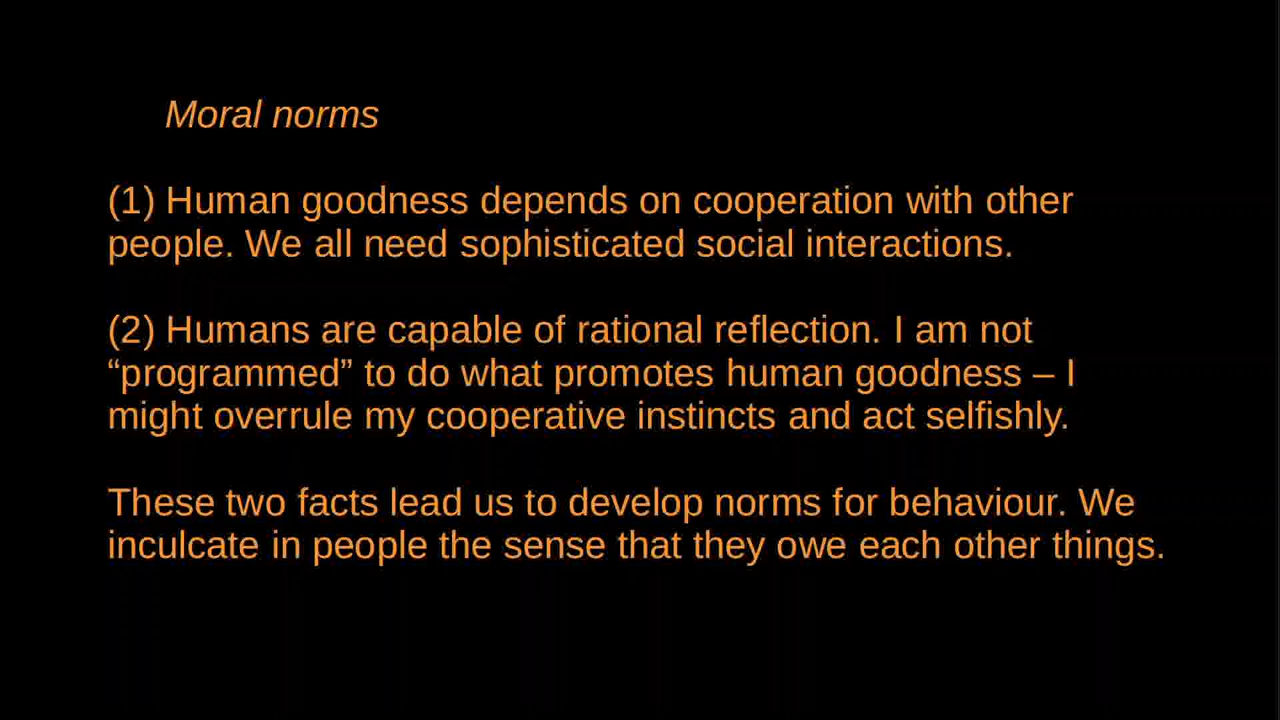 Moral norms
(1) Human goodness depends on cooperation with other
people. We all need sophisticated social interactions.
(2) Humans are capable of rational reflection. I am not
“programmed” to do what promotes human goodness – I
might overrule my cooperative instincts and act selfishly.
These two facts lead us to develop norms for behaviour. We
inculcate in people the sense that they owe each other things.